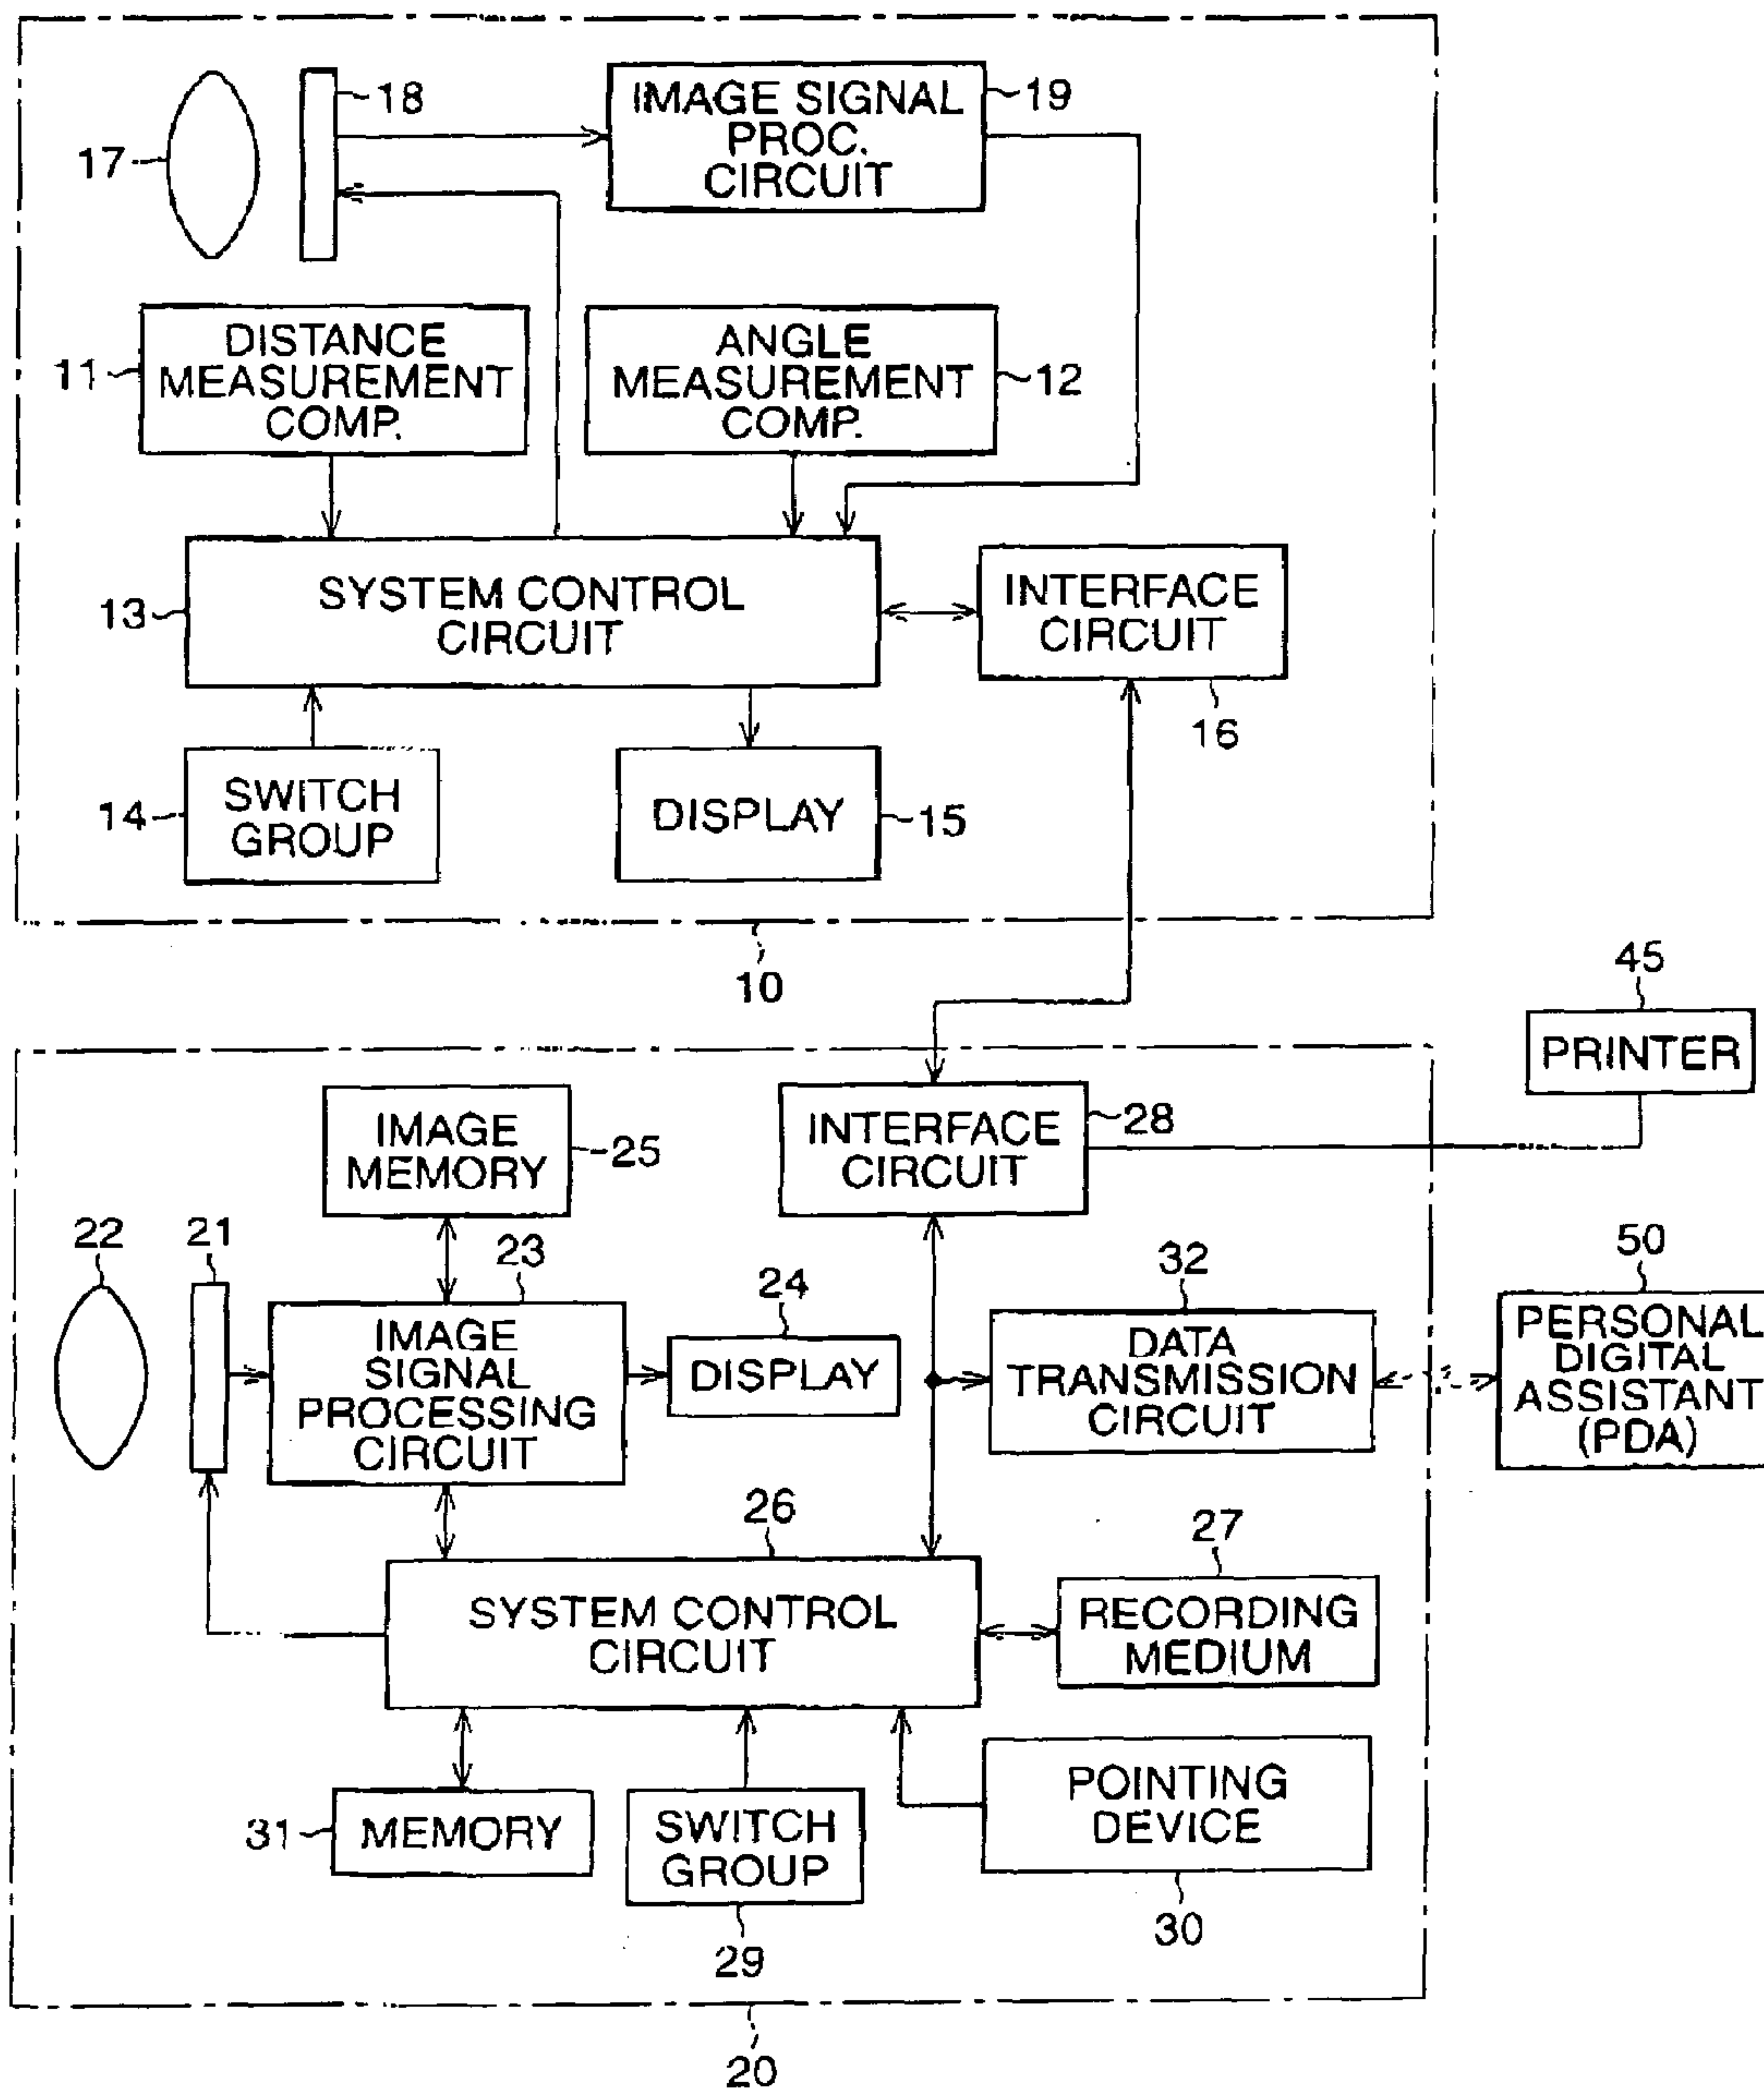 18
IMAGE SIGNAL
PROC.
CIRCUIT
19
17
11
DISTANCE
MEASUREMENT
COMP.
ANGLE
MEASUREMENT
COMP.
12
13
SYSTEM CONTROL
CIRCUIT
INTERFACE
CIRCUIT
16
14
SWITCH
GROUP
DISPLAY
15
10
45
PRINTER
IMAGE
MEMORY
25
INTERFACE
CIRCUIT
28
22
21
23
IMAGE
SIGNAL
PROCESSING
CIRCUIT
24
DISPLAY
32
DATA
TRANSMISSION
CIRCUIT
50
PERSONAL
DIGITAL
ASSISTANT
(PDA)
26
SYSTEM CONTROL
CIRCUIT
27
RECORDING
MEDIUM
31
MEMORY
SWITCH
GROUP
29
POINTING
DEVICE
30
20